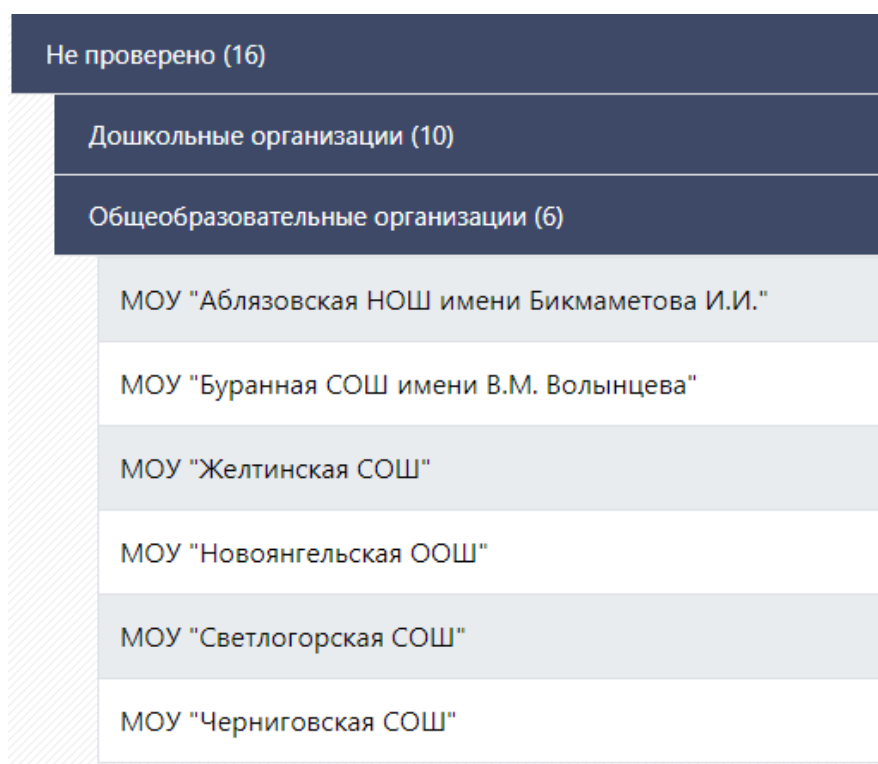 Не проверено (16)
Дошкольные организации (10)
Общеобразовательные организации (6)
МОУ "Аблязовская НОШ имени Бикмаметова И.И."
МОУ "Буранная СОШ имени В.М. Волынцева"
МОУ "Желтинская СОШ"
МОУ "Новоянгельская ООШ"
МОУ "Светлогорская СОШ"
МОУ "Черниговская СОШ"